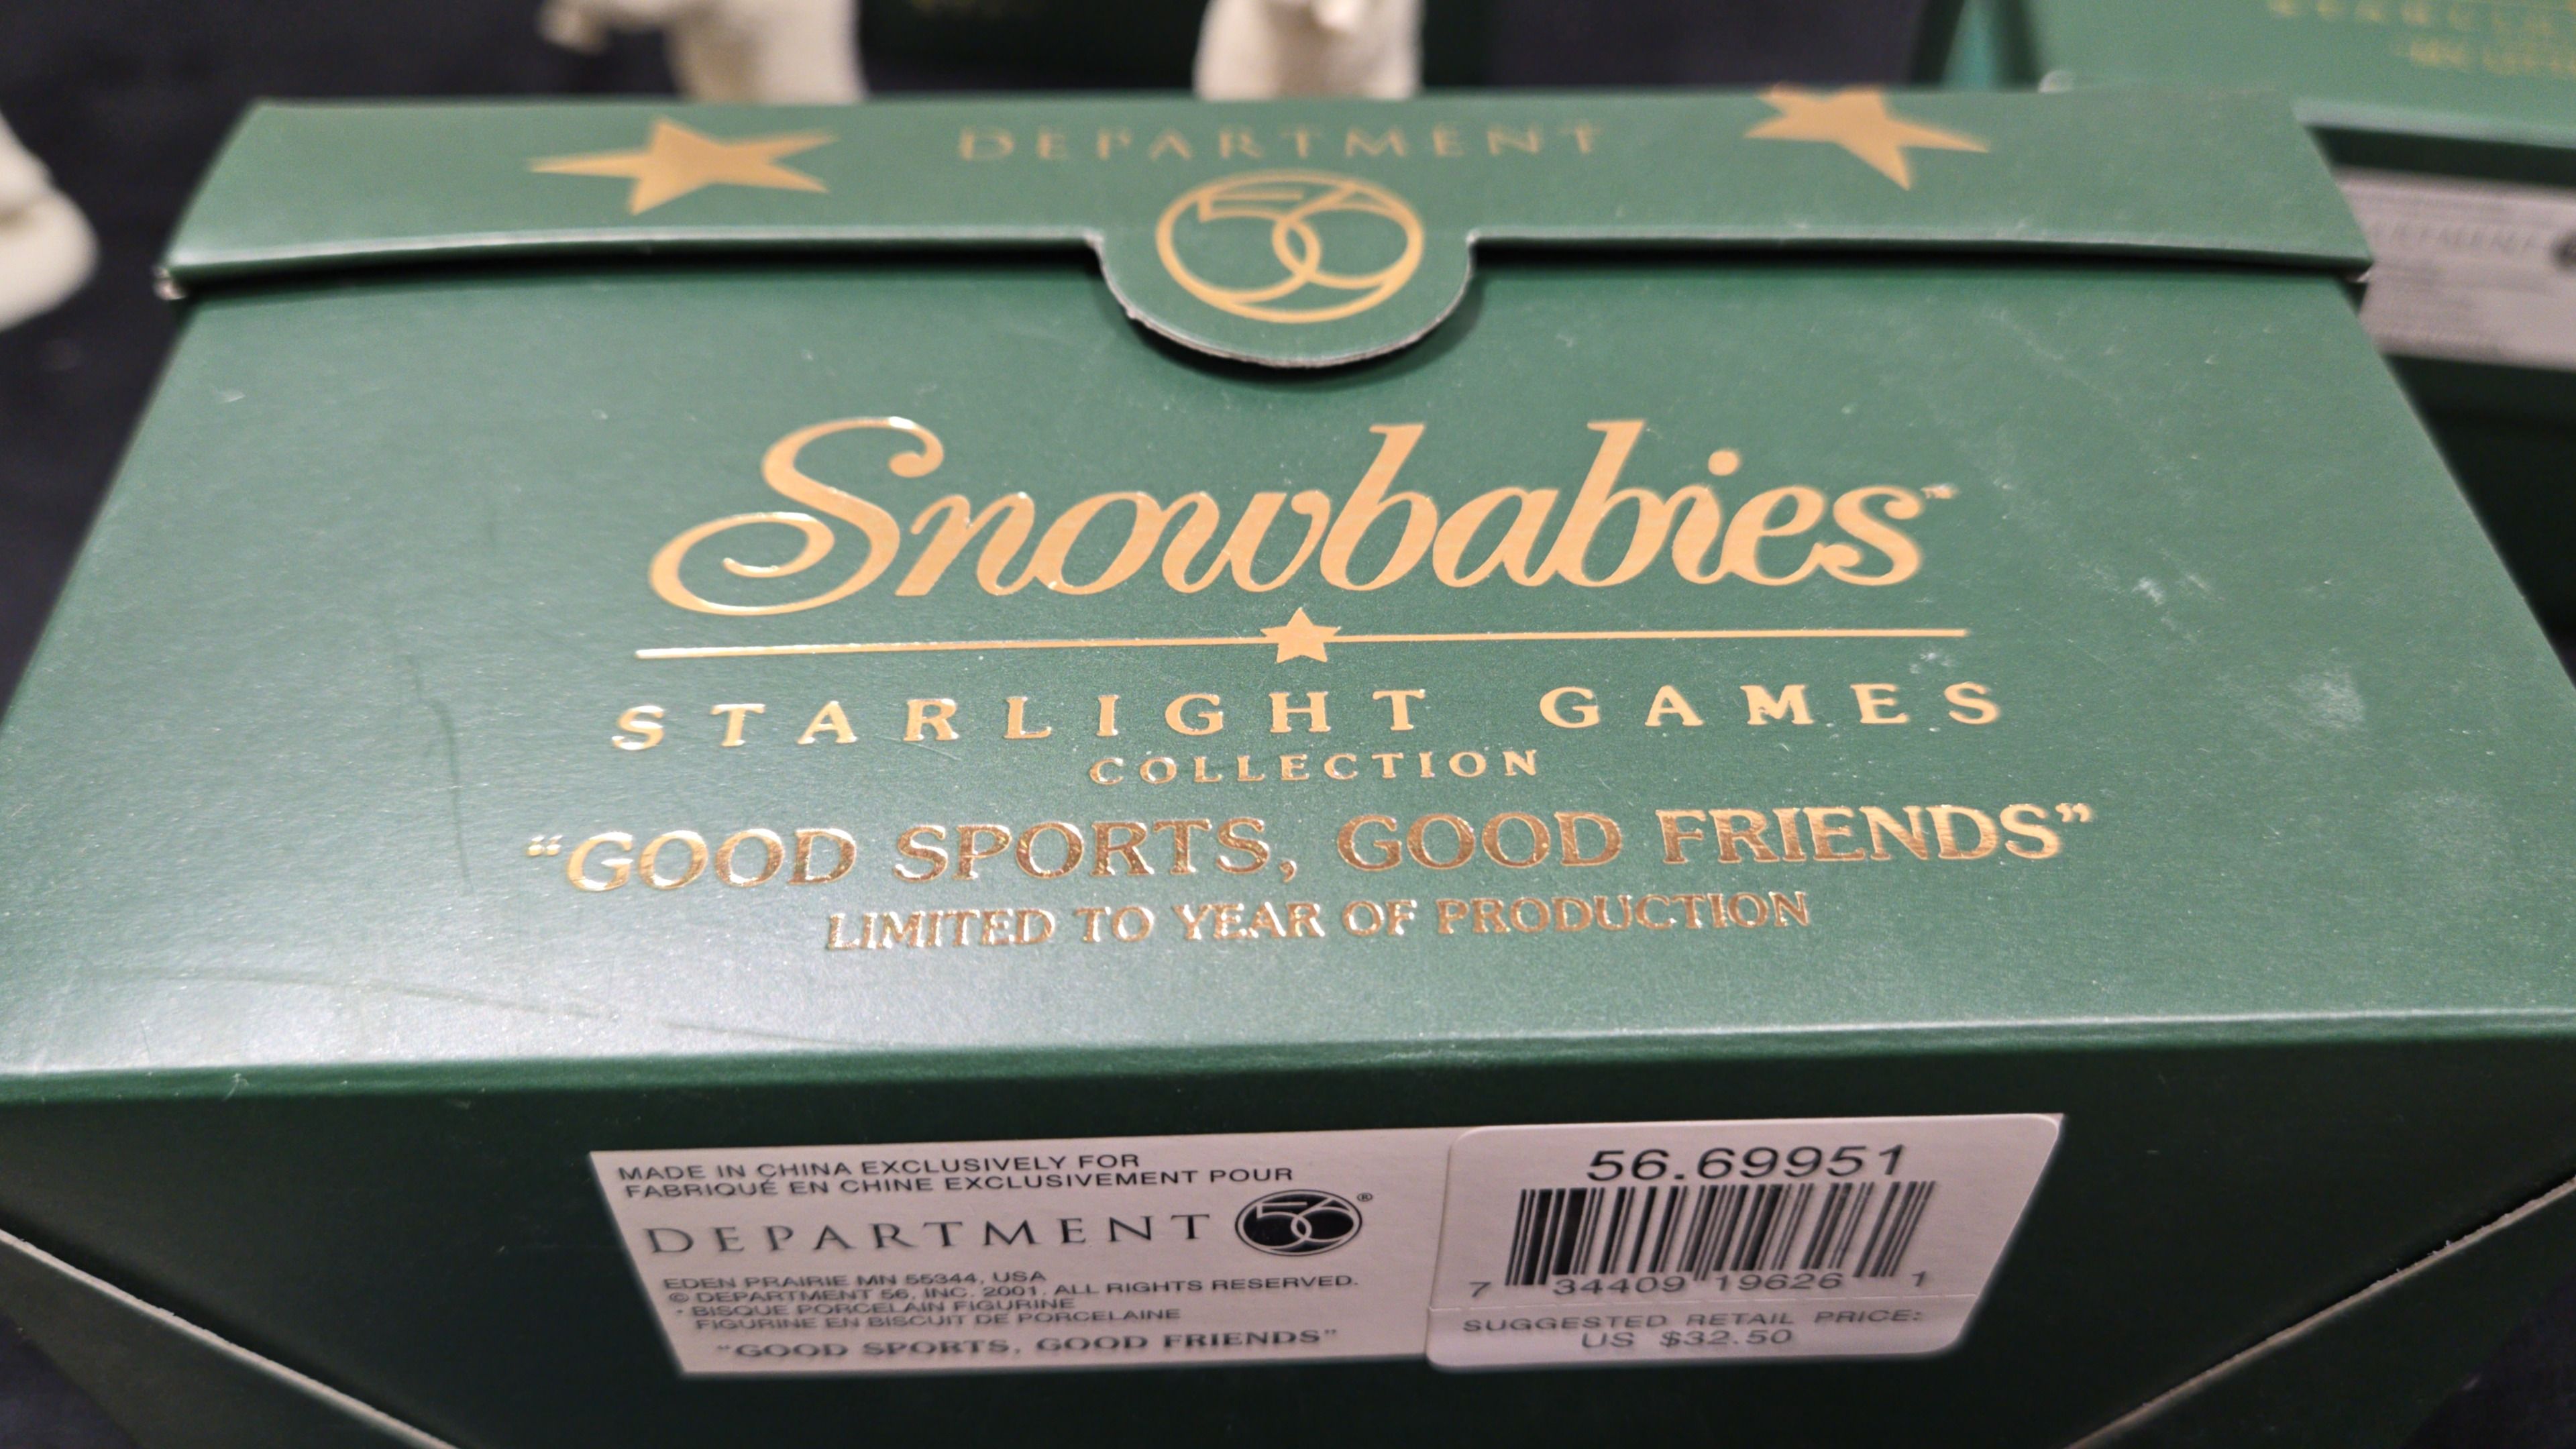 DEPARTMENT
56
Snowbabies™
STARLIGHT GAMES
COLLECTION
“GOOD SPORTS, GOOD FRIENDS”
LIMITED TO YEAR OF PRODUCTION
MADE IN CHINA EXCLUSIVELY FOR
FABRIQUÉ EN CHINE EXCLUSIVEMENT POUR
DEPARTMENT 56®
EDEN PRAIRIE MN 55344, USA
© DEPARTMENT 56, INC. 2001. ALL RIGHTS RESERVED.
• BISQUE PORCELAIN FIGURINE
FIGURINE EN BISCUIT DE PORCELAINE
“GOOD SPORTS, GOOD FRIENDS”
56.69951
7 34409 19626 1
SUGGESTED RETAIL PRICE:
US $32.50